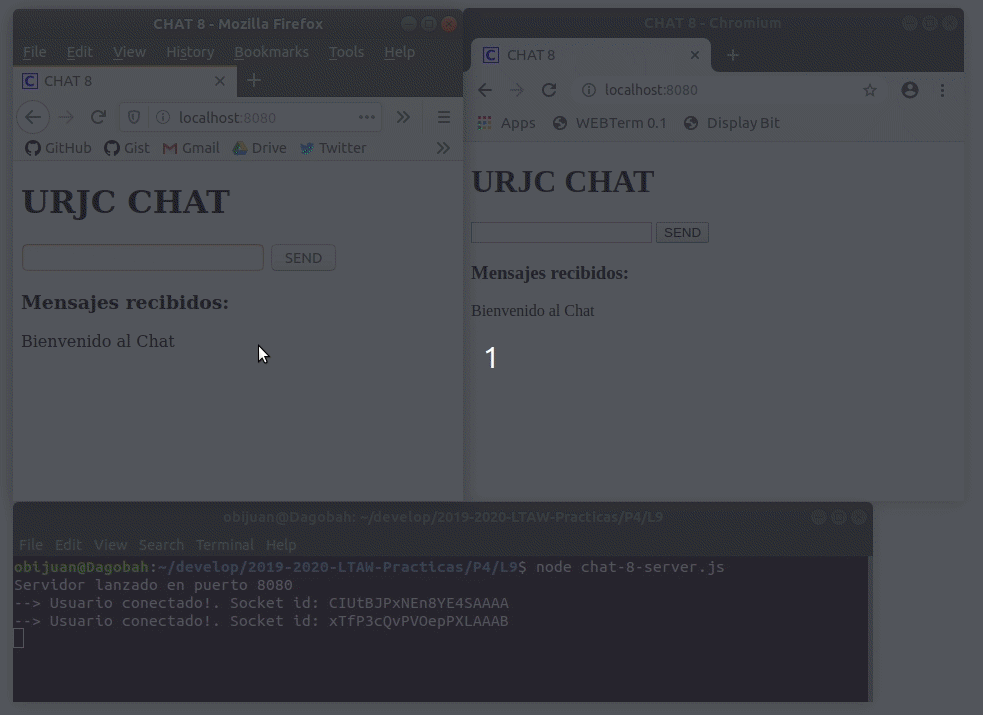 CHAT 8 - Mozilla Firefox
File Edit View History Bookmarks Tools Help
CHAT 8
localhost:8080
GitHub Gist Gmail Drive Twitter
URJC CHAT
SEND
Mensajes recibidos:
Bienvenido al Chat
CHAT 8 - Chromium
CHAT 8
localhost:8080
Apps WEBTerm 0.1 Display Bit
URJC CHAT
SEND
Mensajes recibidos:
Bienvenido al Chat
1
obijuan@Dagobah: ~/develop/2019-2020-LTAW-Practicas/P4/L9
File Edit View Search Terminal Help
obijuan@Dagobah:~/develop/2019-2020-LTAW-Practicas/P4/L9$ node chat-8-server.js
Servidor lanzado en puerto 8080
--> Usuario conectado!. Socket id: CIUtBJPxNEn8YE4SAAAA
--> Usuario conectado!. Socket id: xTfP3cQvPVOepPXLAAAB